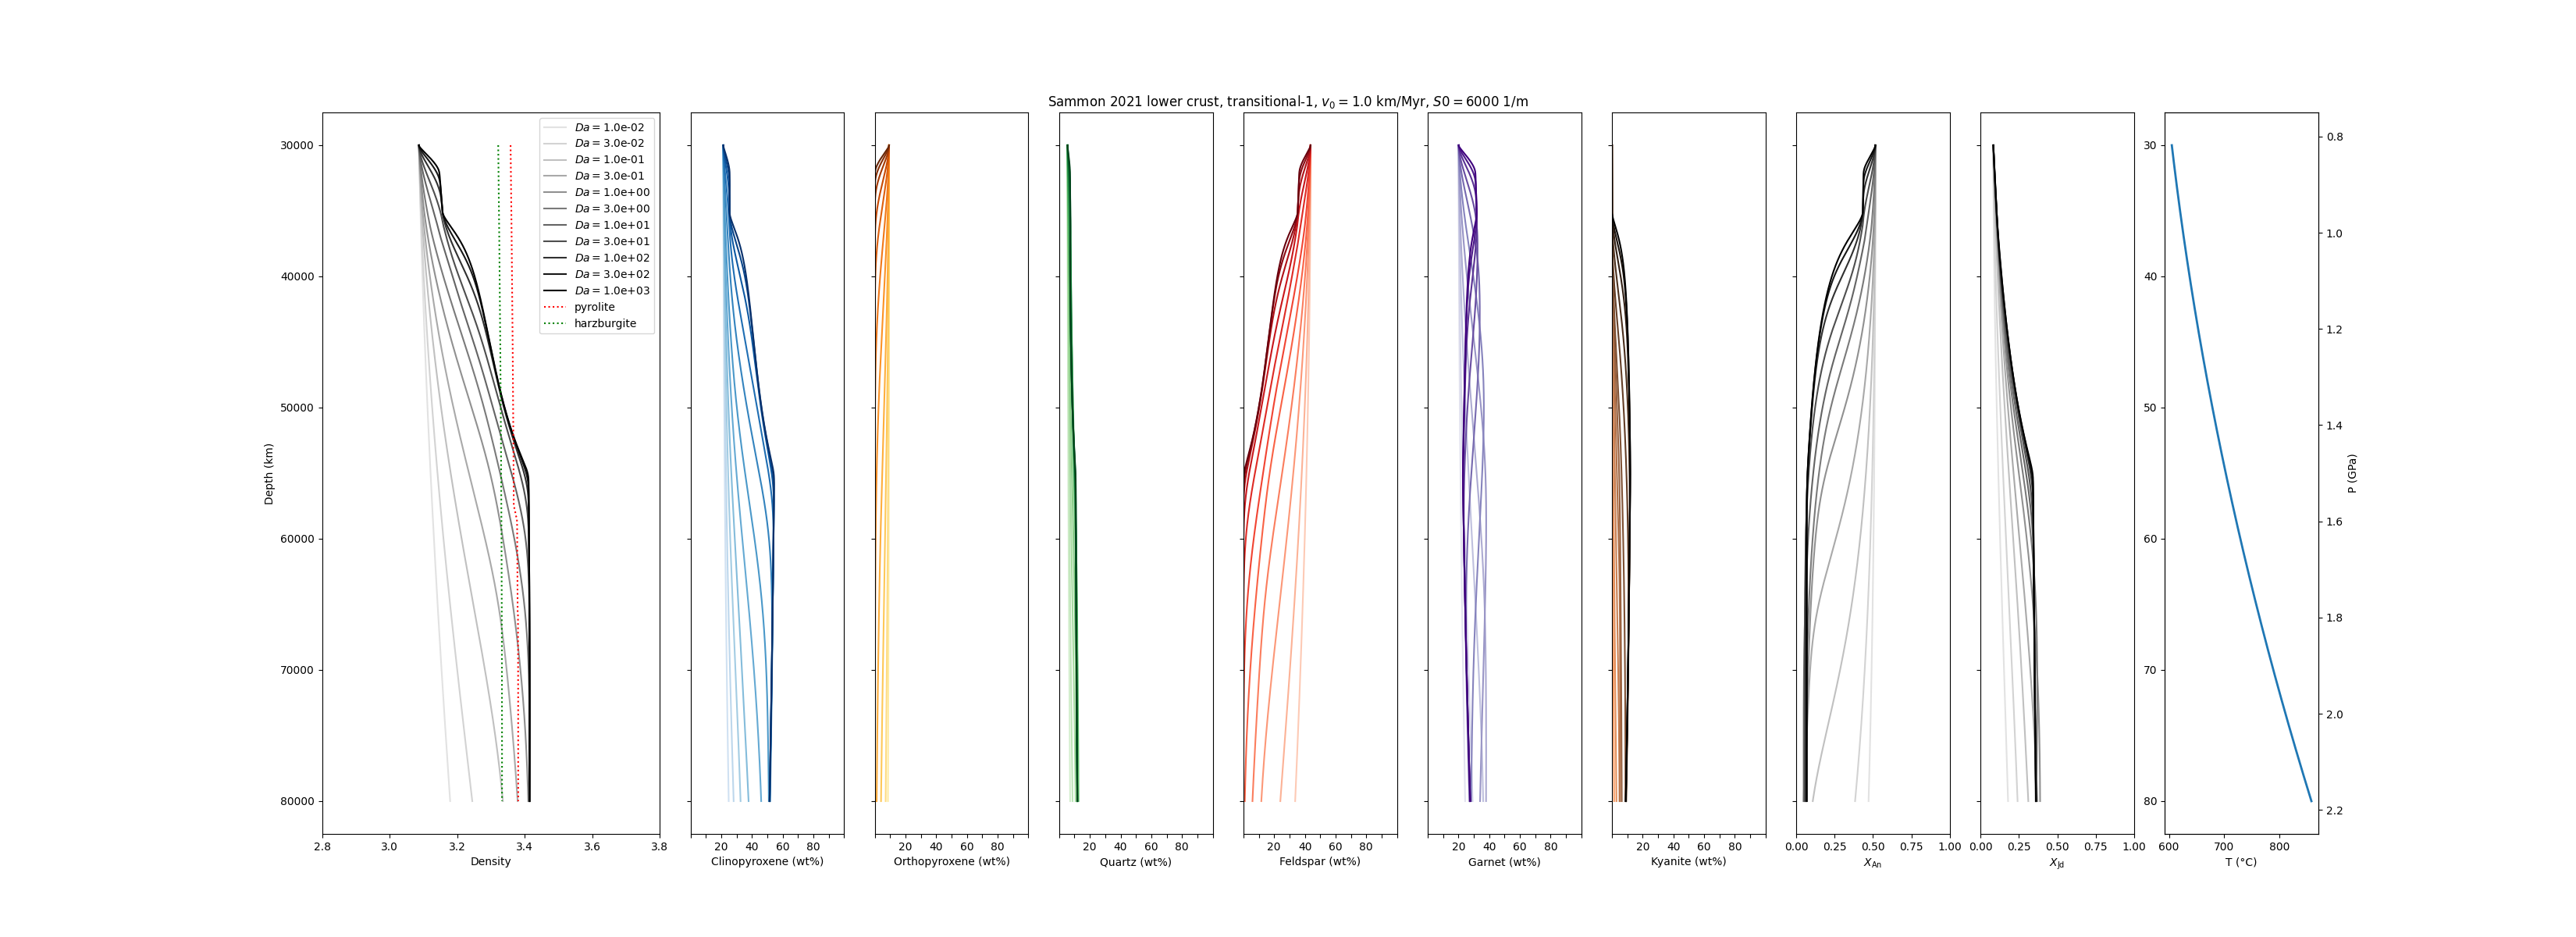 Sammon 2021 lower crust, transitional-1, v₀ = 1.0 km/Myr, S0 = 6000 1/m
Da = 1.0e-02
Da = 3.0e-02
Da = 1.0e-01
Da = 3.0e-01
Da = 1.0e+00
Da = 3.0e+00
Da = 1.0e+01
Da = 3.0e+01
Da = 1.0e+02
Da = 3.0e+02
Da = 1.0e+03
pyrolite
harzburgite
Depth (km)
30000
40000
50000
60000
70000
80000
2.8 3.0 3.2 3.4 3.6 3.8
Density
20 40 60 80
Clinopyroxene (wt%)
Orthopyroxene (wt%)
20 40 60 80
Quartz (wt%)
20 40 60 80
Feldspar (wt%)
20 40 60 80
Garnet (wt%)
20 40 60 80
Kyanite (wt%)
20 40 60 80
0.00 0.25 0.50 0.75 1.00
X_An
0.00 0.25 0.50 0.75 1.00
X_Jd
30
40
50
60
70
80
600 700 800
T (°C)
0.8
1.0
1.2
1.4
1.6
1.8
2.0
2.2
P (GPa)